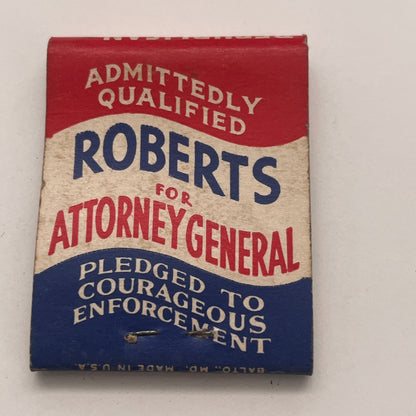 ADMITTEDLY
QUALIFIED
ROBERTS
FOR
ATTORNEY GENERAL
PLEDGED TO
COURAGEOUS
ENFORCEMENT
BALTO., MD. MADE IN U.S.A.